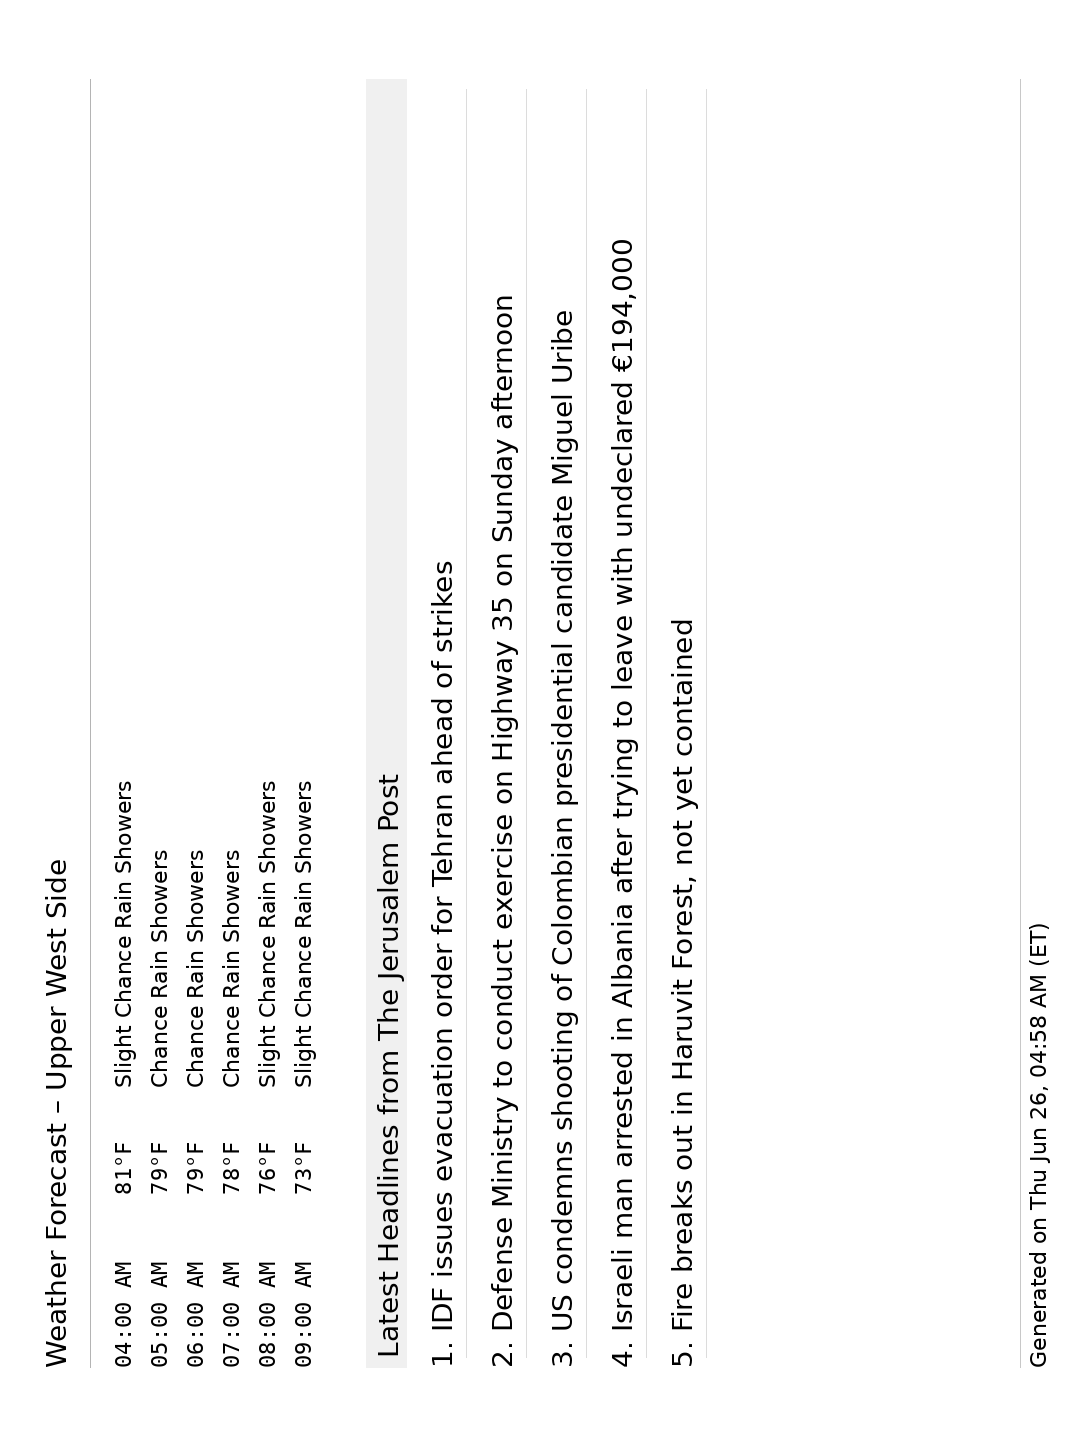 Weather Forecast – Upper West Side
04:00 AM 81°F Slight Chance Rain Showers
05:00 AM 79°F Chance Rain Showers
06:00 AM 79°F Chance Rain Showers
07:00 AM 78°F Chance Rain Showers
08:00 AM 76°F Slight Chance Rain Showers
09:00 AM 73°F Slight Chance Rain Showers
Latest Headlines from The Jerusalem Post
1. IDF issues evacuation order for Tehran ahead of strikes
2. Defense Ministry to conduct exercise on Highway 35 on Sunday afternoon
3. US condemns shooting of Colombian presidential candidate Miguel Uribe
4. Israeli man arrested in Albania after trying to leave with undeclared €194,000
5. Fire breaks out in Haruvit Forest, not yet contained
Generated on Thu Jun 26, 04:58 AM (ET)